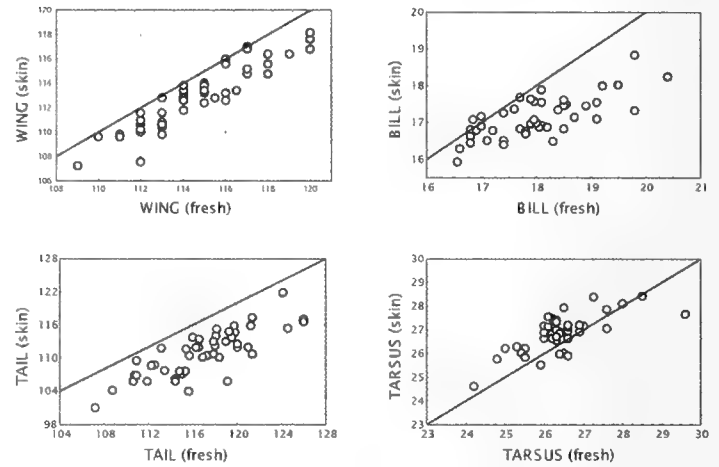 120
118
116
114
112
110
108
106
WING (skin)
108 110 112 114 116 118 120
WING (fresh)
20
19
18
17
16
BILL (skin)
16 17 18 19 20 21
BILL (fresh)
128
122
116
110
104
98
TAIL (skin)
104 108 112 116 120 124 128
TAIL (fresh)
30
29
28
27
26
25
24
23
TARSUS (skin)
23 24 25 26 27 28 29 30
TARSUS (fresh)